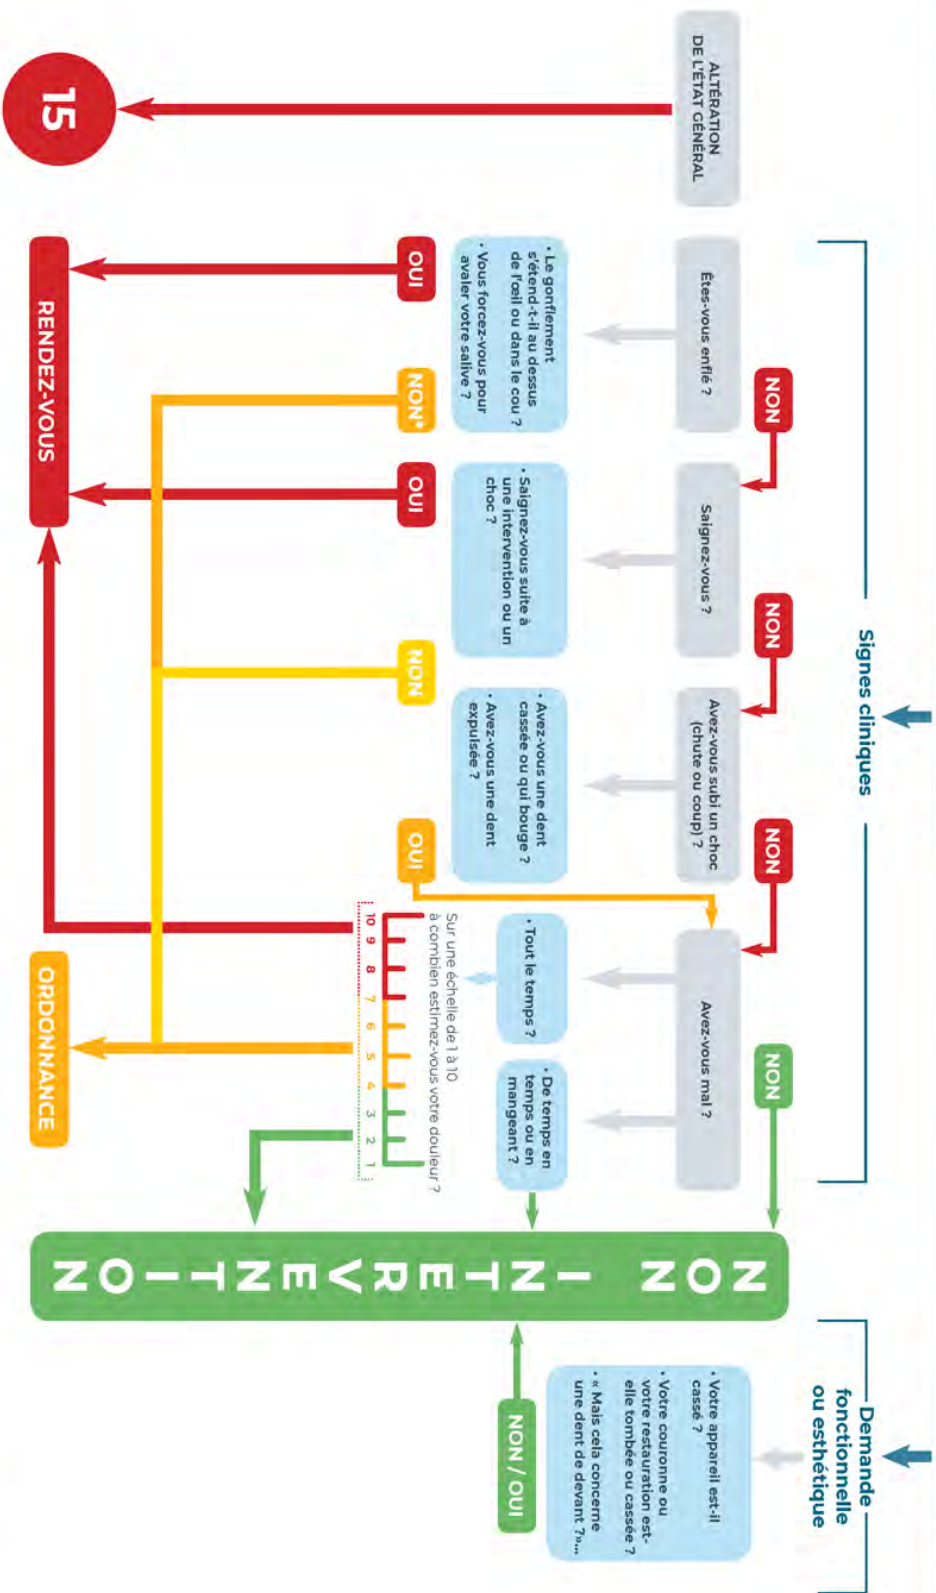 Signes cliniques
Demande
fonctionnelle
ou esthétique
NON
NON
NON
NON
ALTÉRATION
DE L'ÉTAT GÉNÉRAL
Êtes-vous enflé ?
Saignez-vous ?
Avez-vous subi un choc
(chute ou coup) ?
Avez-vous mal ?
• Le gonflement
s'étend-t-il au dessus
de l'œil ou dans le cou ?
• Vous forcez-vous pour
avaler votre salive ?
• Saignez-vous suite à
une intervention ou un
choc ?
• Avez-vous une dent
cassée ou qui bouge ?
• Avez-vous une dent
expulsée ?
• Tout le temps ?
• De temps en
temps ou en
mangeant ?
• Votre appareil est-il
cassé ?
• Votre couronne ou
votre restauration est-
elle tombée ou cassée ?
• « Mais cela concerne
une dent de devant ?»...
OUI
NON*
OUI
NON
OUI
Sur une échelle de 1 à 10
à combien estimez-vous votre douleur ?
10 9 8 7 6 5 4 3 2 1
NON / OUI
NON INTERVENTION
15
RENDEZ-VOUS
ORDONNANCE